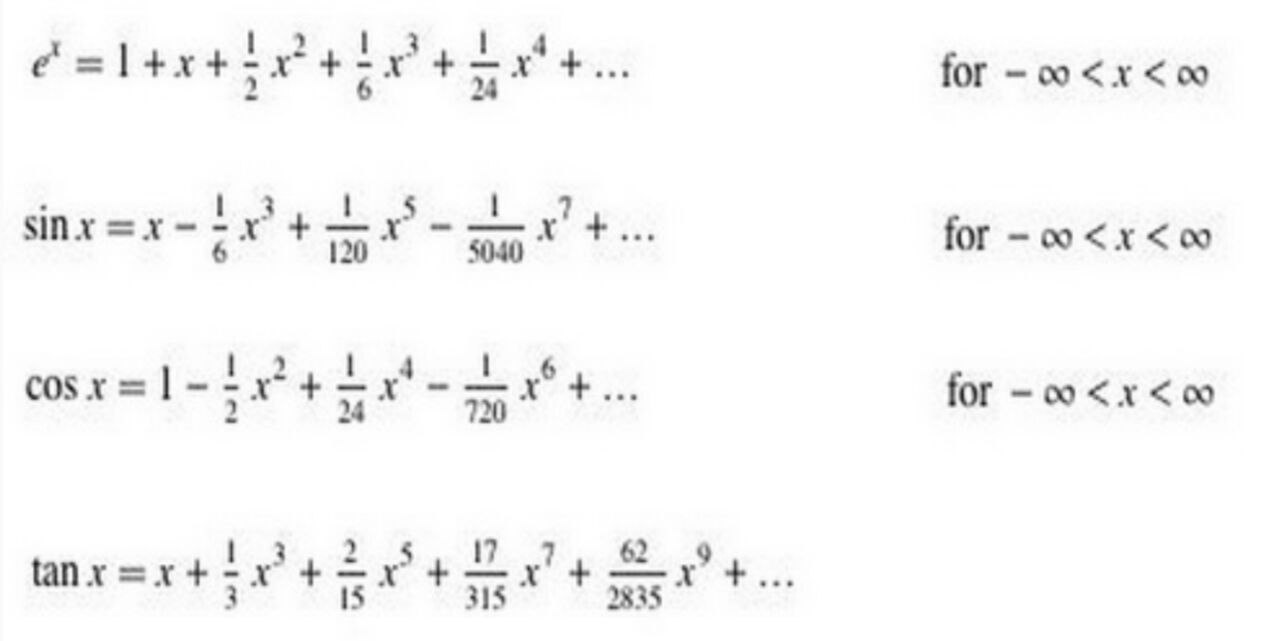 e^x = 1 + x + 1/2 x^2 + 1/6 x^3 + 1/24 x^4 + ... for - ∞ < x < ∞
sin x = x - 1/6 x^3 + 1/120 x^5 - 1/5040 x^7 + ... for - ∞ < x < ∞
cos x = 1 - 1/2 x^2 + 1/24 x^4 - 1/720 x^6 + ... for - ∞ < x < ∞
tan x = x + 1/3 x^3 + 2/15 x^5 + 17/315 x^7 + 62/2835 x^9 + ...